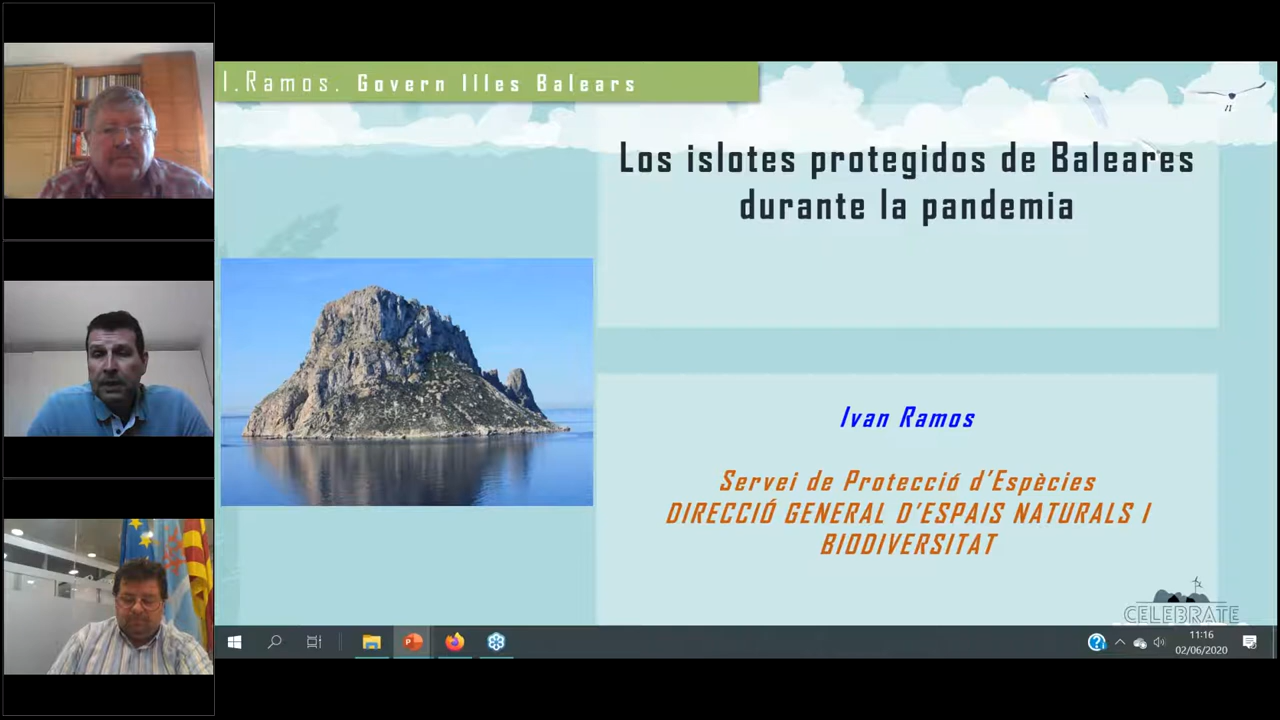 I.Ramos. Govern Illes Balears
Los islotes protegidos de Baleares
durante la pandemia
Ivan Ramos
Servei de Protecció d'Espècies
DIRECCIÓ GENERAL D'ESPAIS NATURALS I
BIODIVERSITAT
CELEBRATE
11:16
02/06/2020